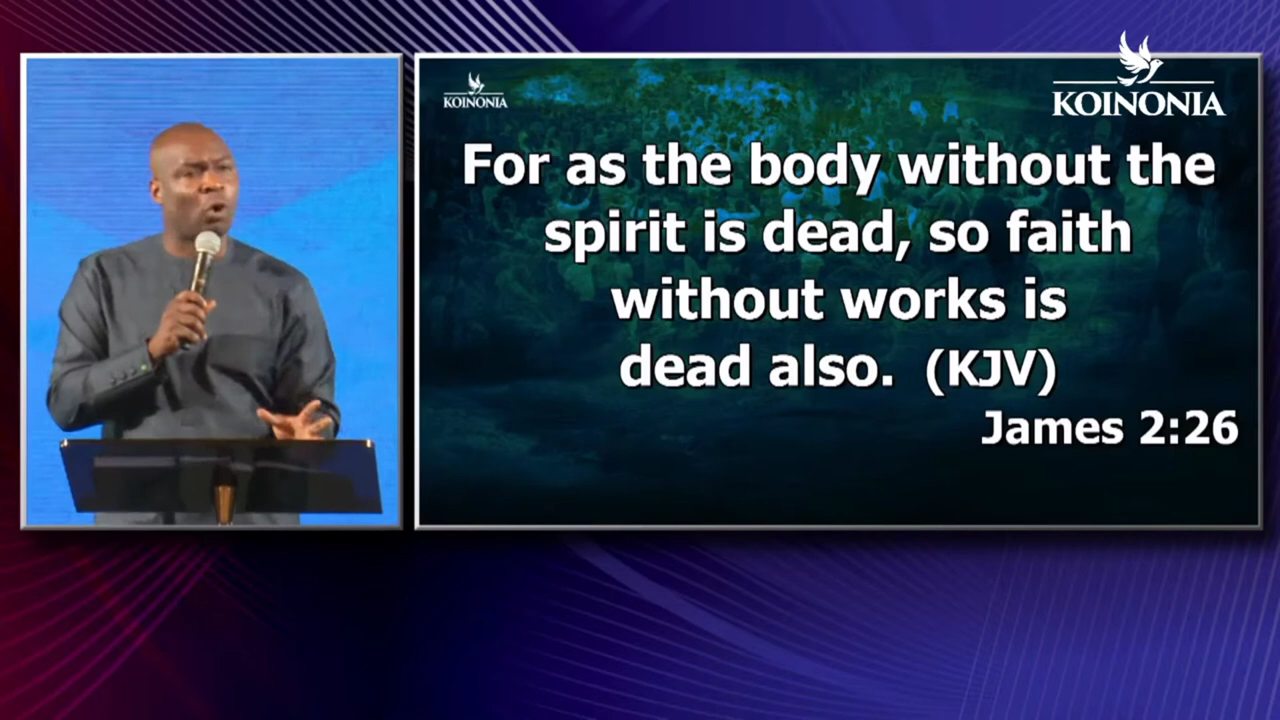 KOINONIA
KOINONIA
For as the body without the
spirit is dead, so faith
without works is
dead also. (KJV)
James 2:26